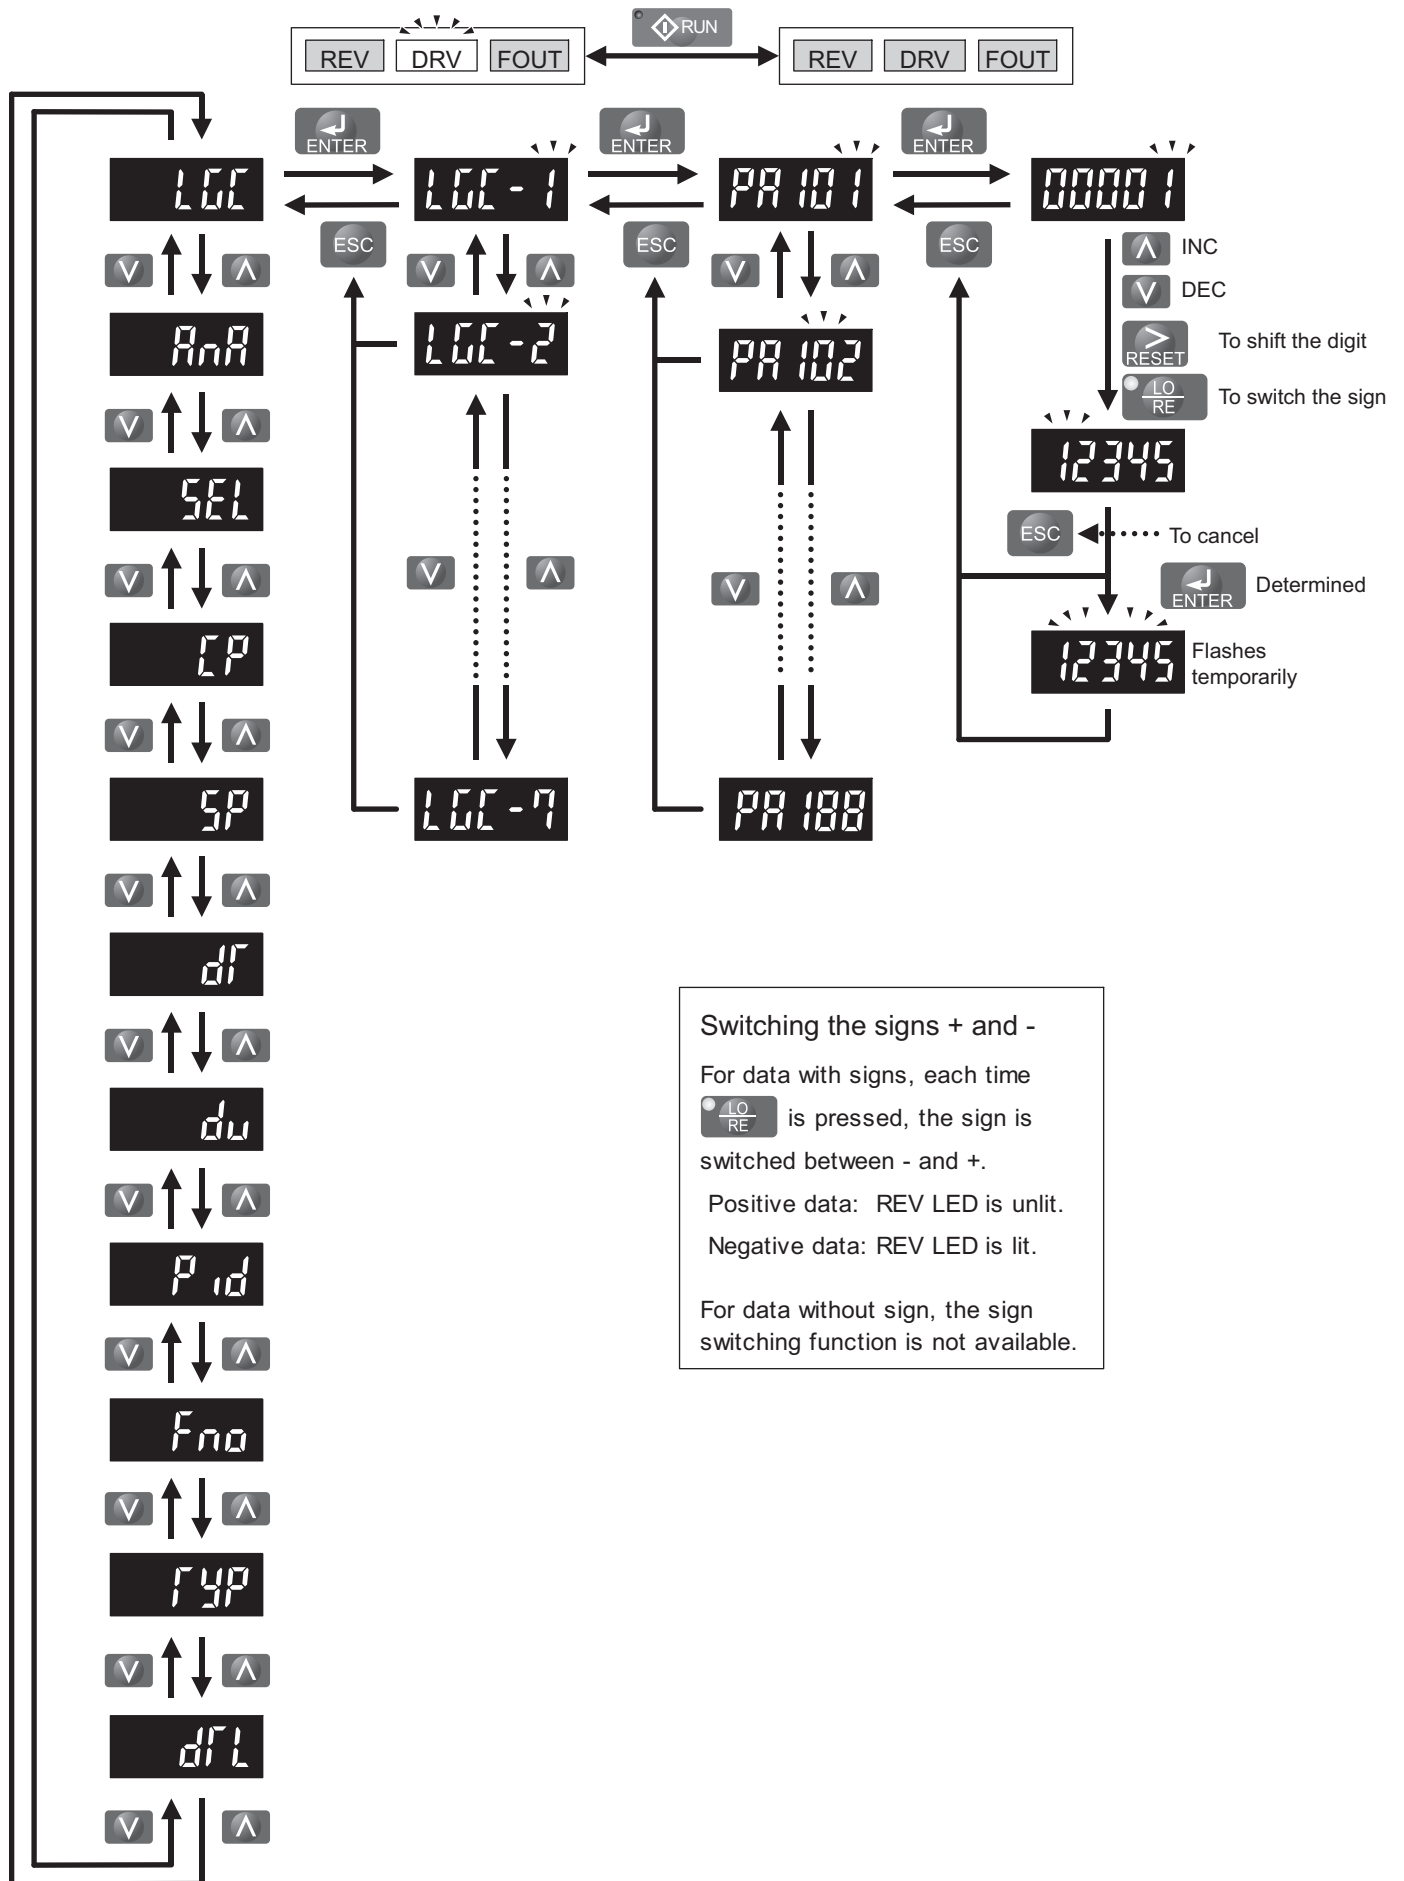 RUN
REV DRV FOUT
REV DRV FOUT
ENTER
ENTER
ENTER
LGC
LGC-1
PA101
00001
ESC
ESC
ESC
INC
DEC
AnA
LGC-2
PA102
RESET
To shift the digit
LO
RE
To switch the sign
SEL
12345
ESC
To cancel
ENTER
Determined
CP
12345
Flashes
temporarily
SP
LGC-7
PA188
dT
du
Pid
Fno
TYP
dTL
Switching the signs + and -
For data with signs, each time
LO
RE
is pressed, the sign is
switched between - and +.
Positive data: REV LED is unlit.
Negative data: REV LED is lit.
For data without sign, the sign
switching function is not available.